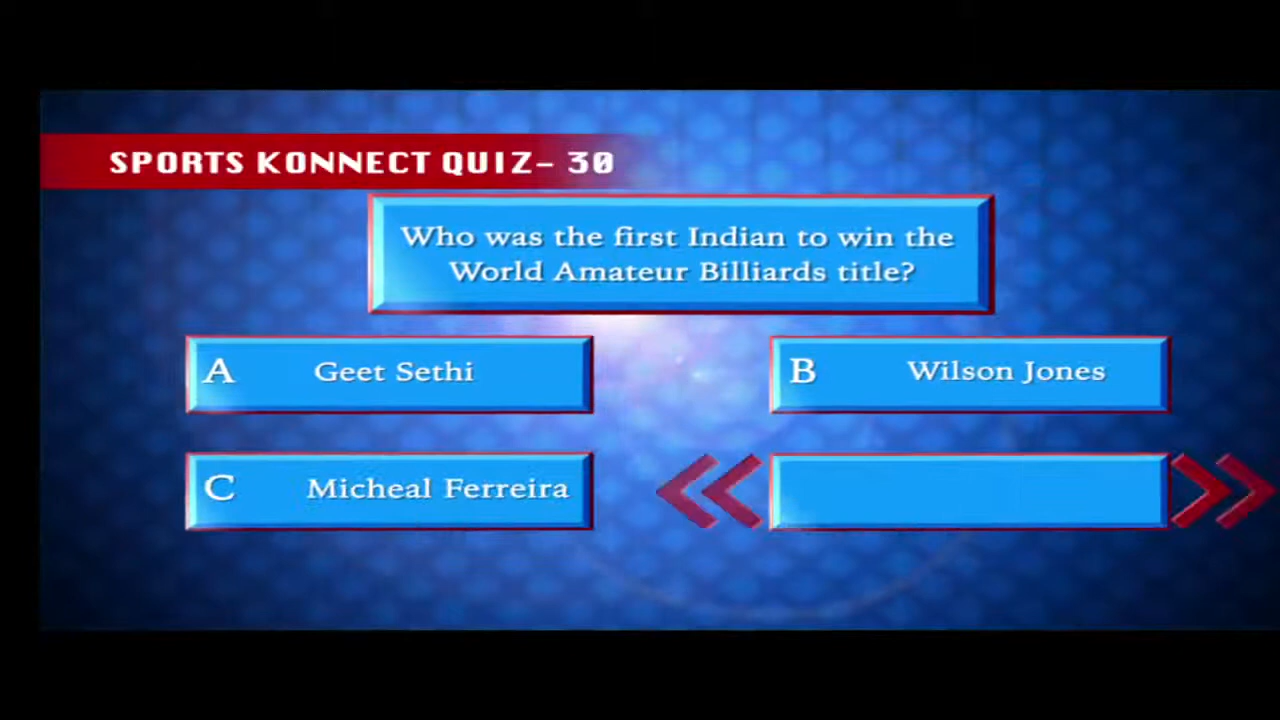 SPORTS KONNECT QUIZ- 30
Who was the first Indian to win the
World Amateur Billiards title?
A Geet Sethi
B Wilson Jones
C Micheal Ferreira